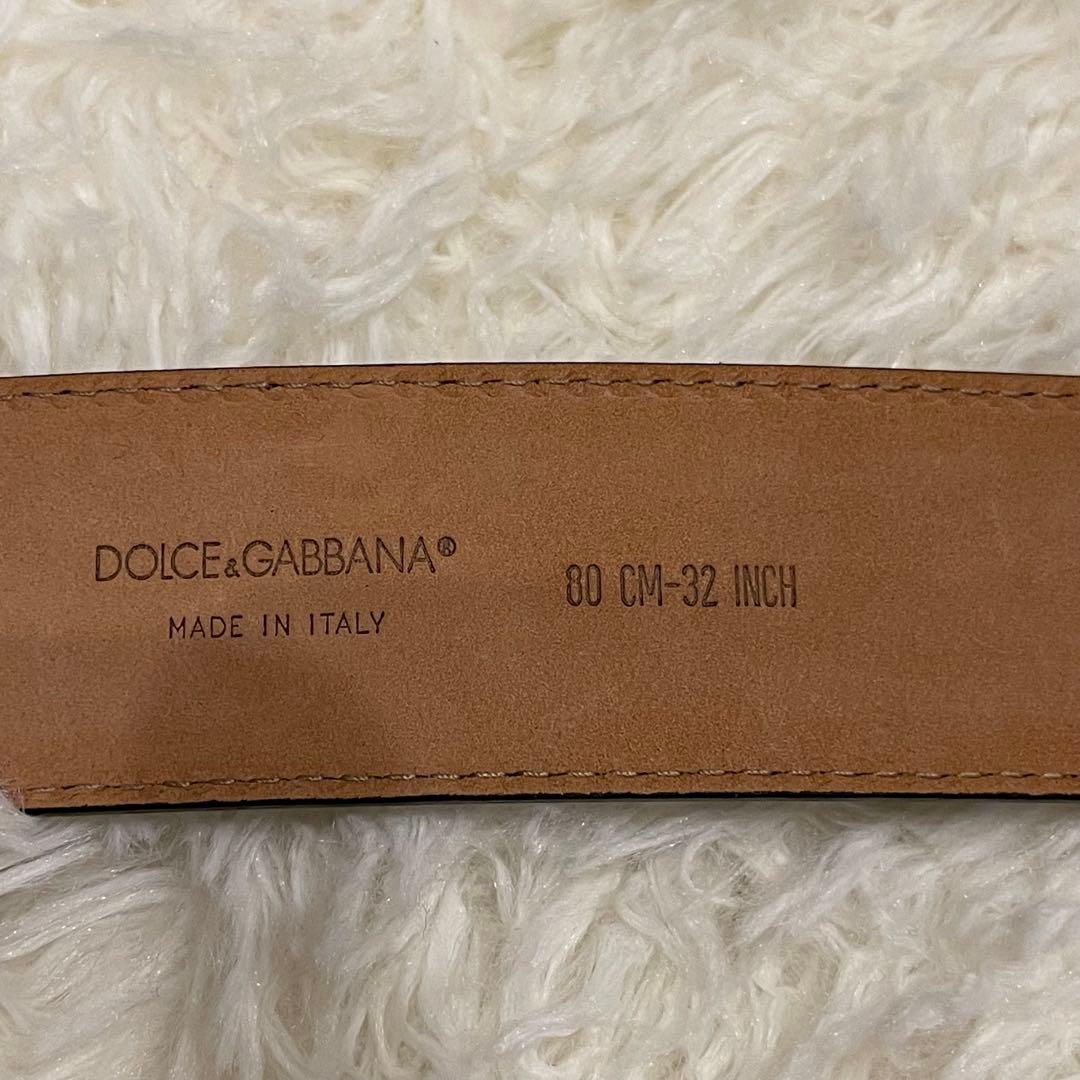 DOLCE&GABBANA®
MADE IN ITALY
80 CM-32 INCH